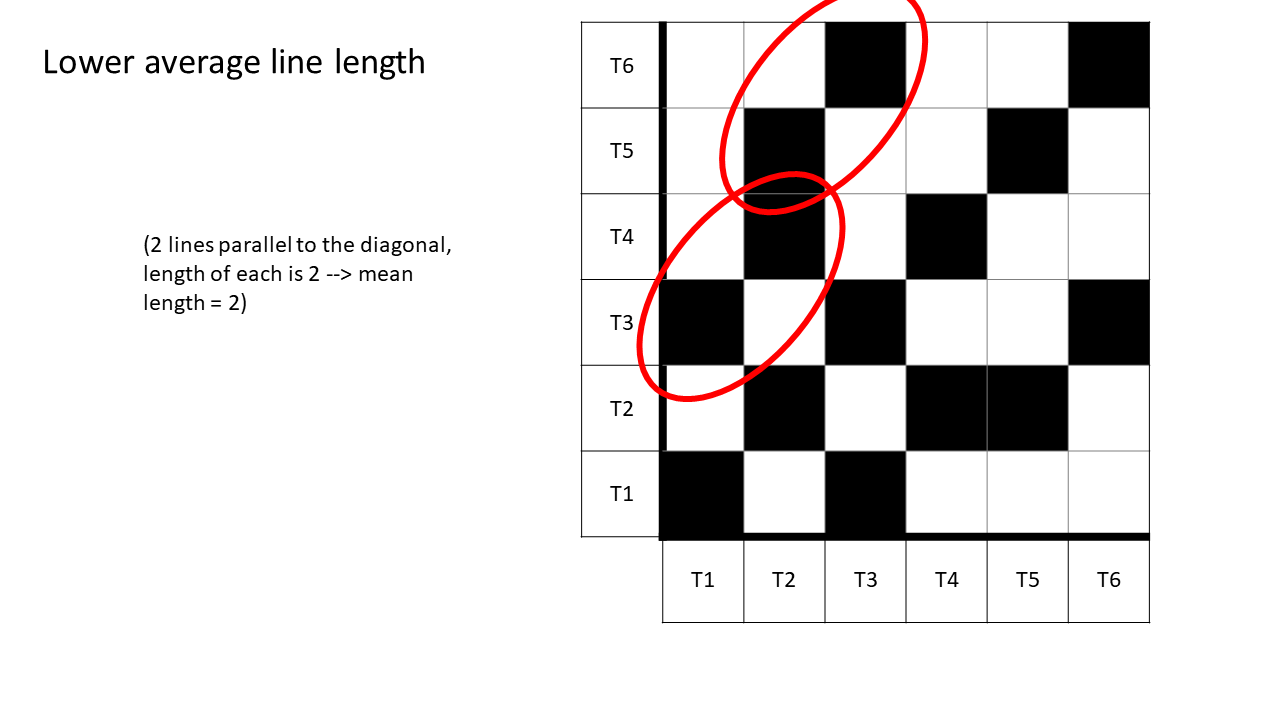 Lower average line length
(2 lines parallel to the diagonal,
length of each is 2 --> mean
length = 2)
T6
T5
T4
T3
T2
T1
T1 T2 T3 T4 T5 T6